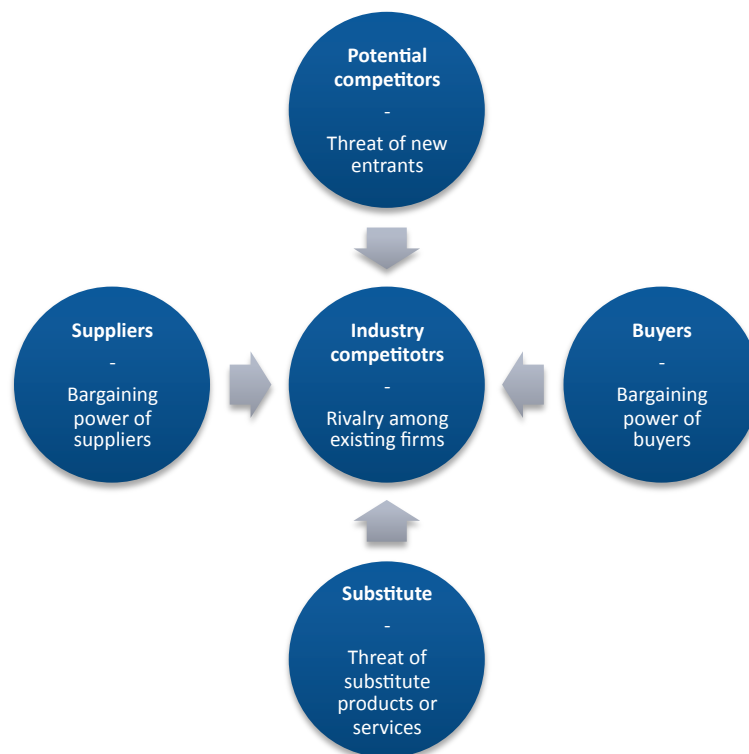 Potential
competitors
-
Threat of new
entrants
Suppliers
-
Bargaining
power of
suppliers
Industry
competitotrs
-
Rivalry among
existing firms
Buyers
-
Bargaining
power of
buyers
Substitute
-
Threat of
substitute
products or
services